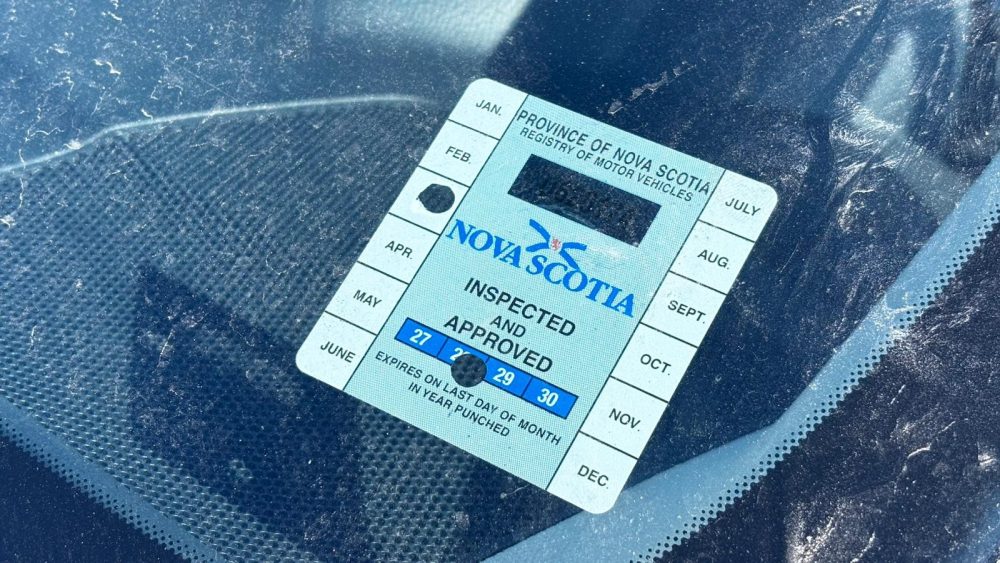 PROVINCE OF NOVA SCOTIA
REGISTRY OF MOTOR VEHICLES
NOVA SCOTIA
INSPECTED
AND
APPROVED
27 29 30
EXPIRES ON LAST DAY OF MONTH
IN YEAR PUNCHED
JAN.
FEB.
APR.
MAY
JUNE
JULY
AUG.
SEPT.
OCT.
NOV.
DEC.